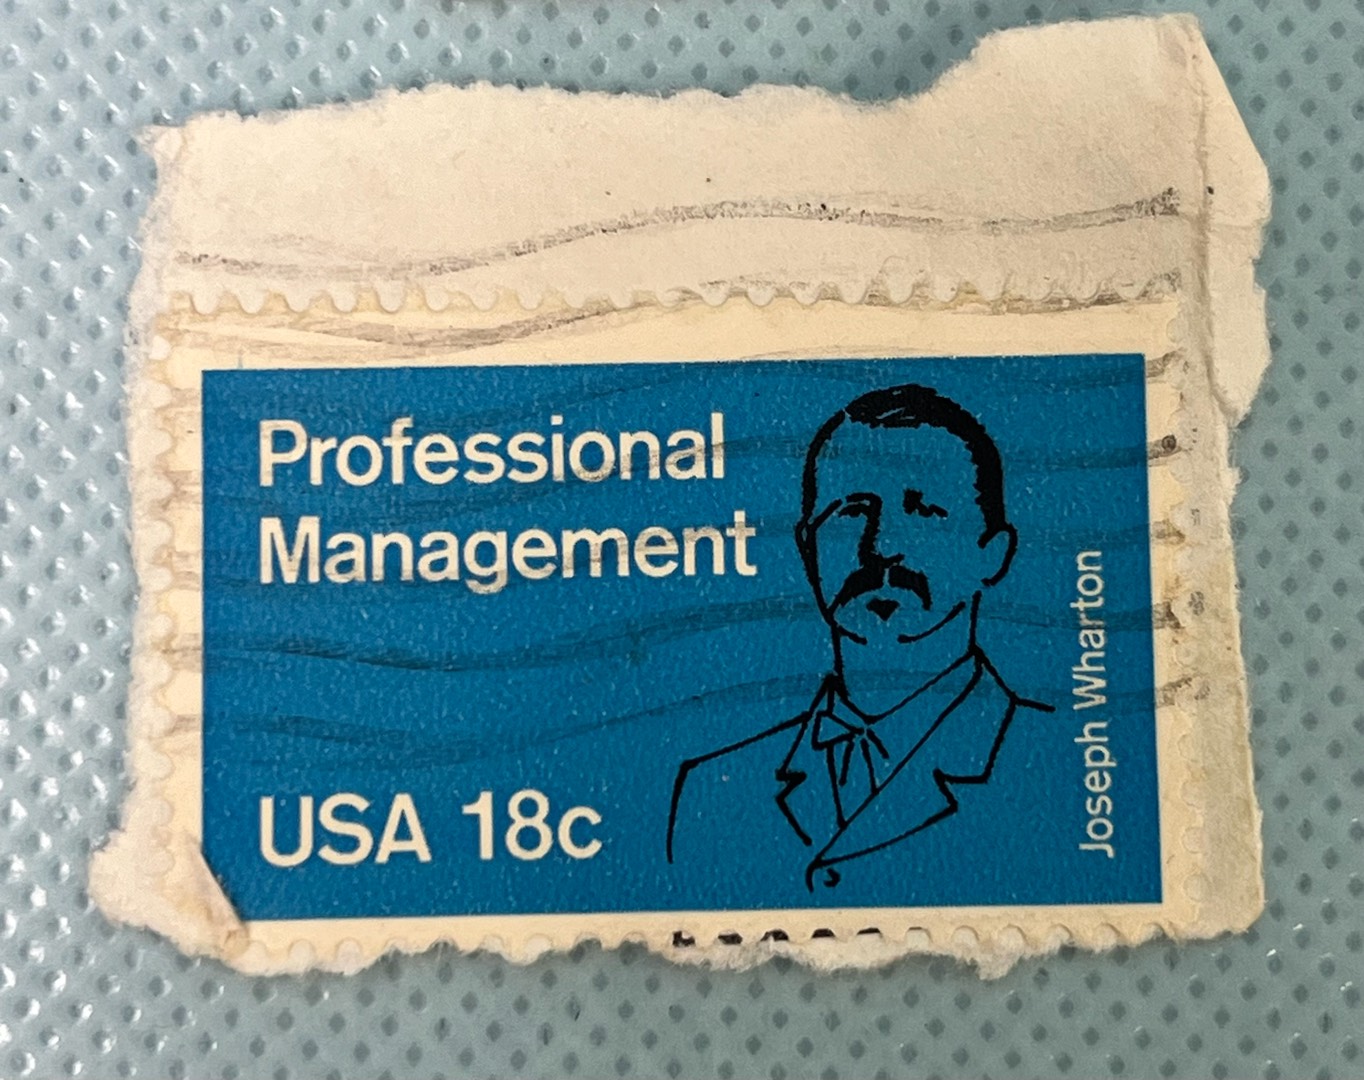 Professional
Management
USA 18c
Joseph Wharton